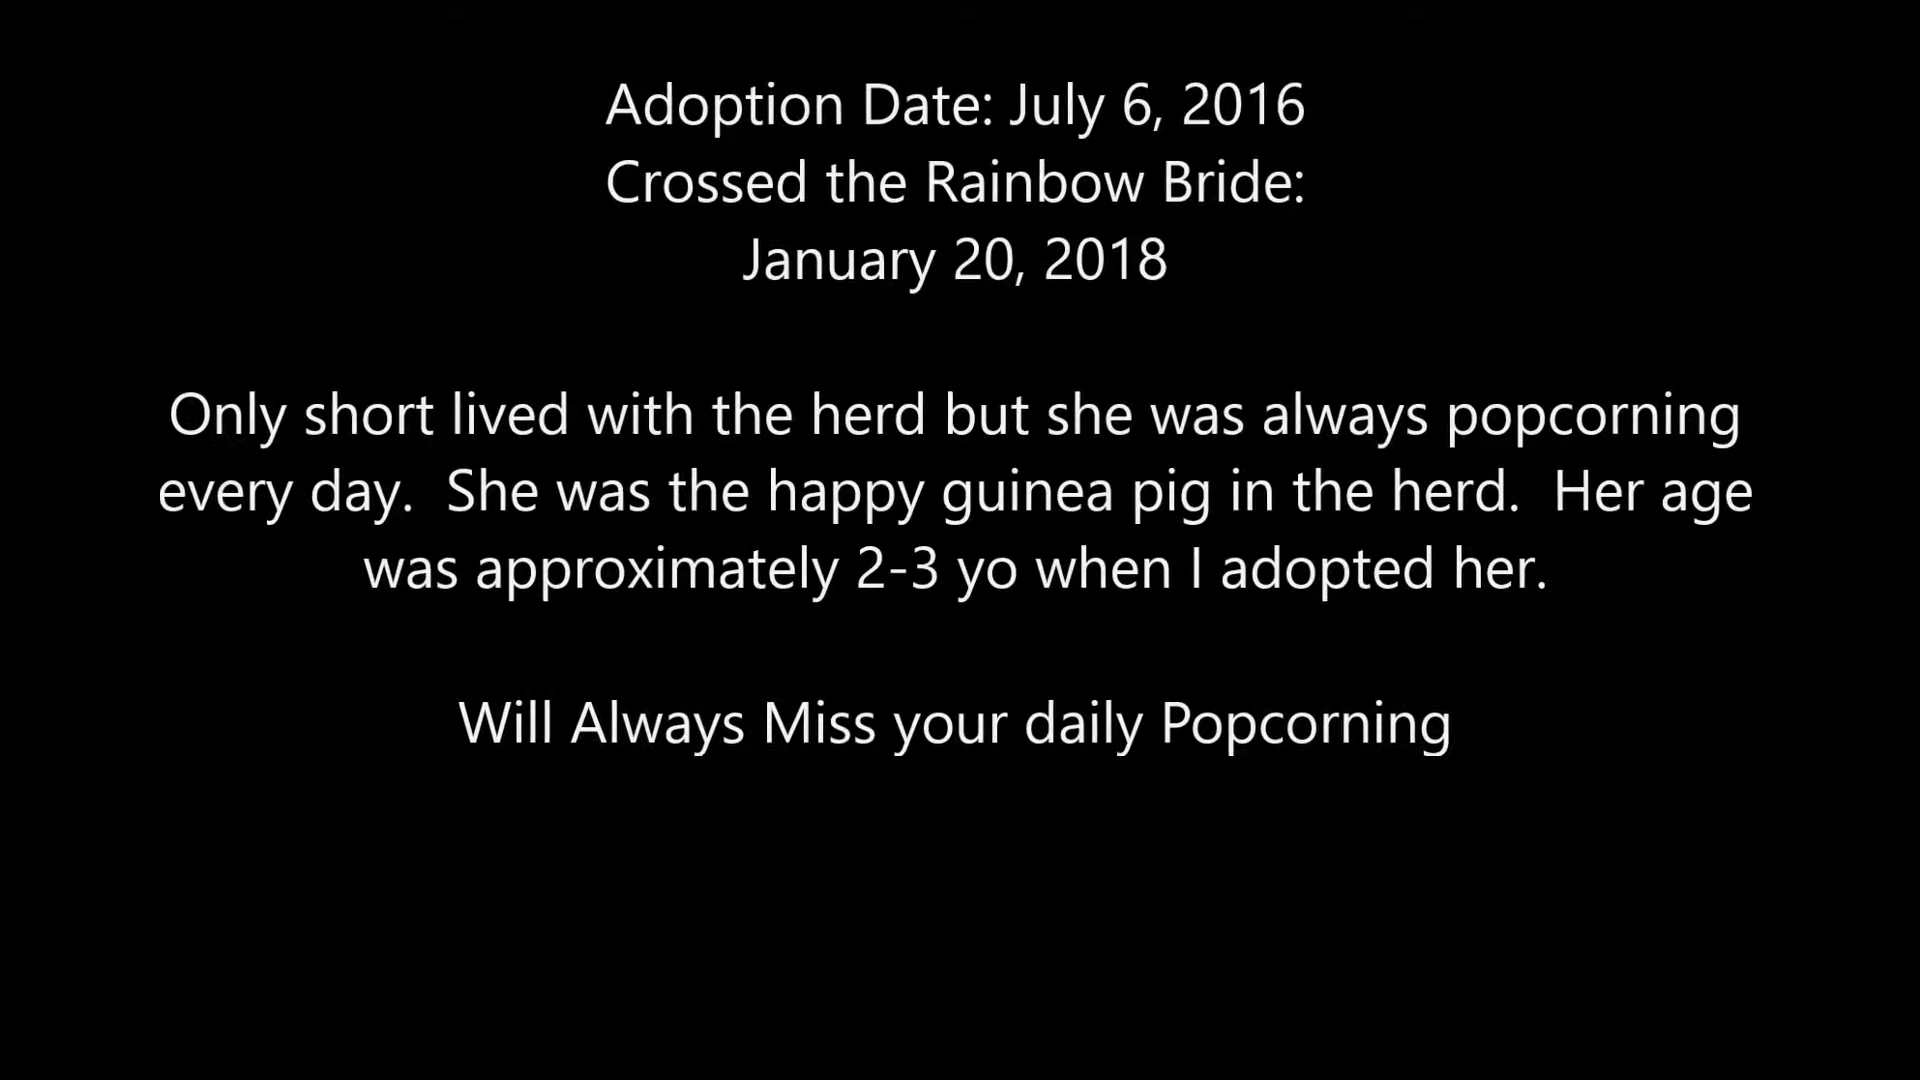 Adoption Date: July 6, 2016
Crossed the Rainbow Bride:
January 20, 2018
Only short lived with the herd but she was always popcorning
every day.  She was the happy guinea pig in the herd.  Her age
was approximately 2-3 yo when I adopted her.
Will Always Miss your daily Popcorning